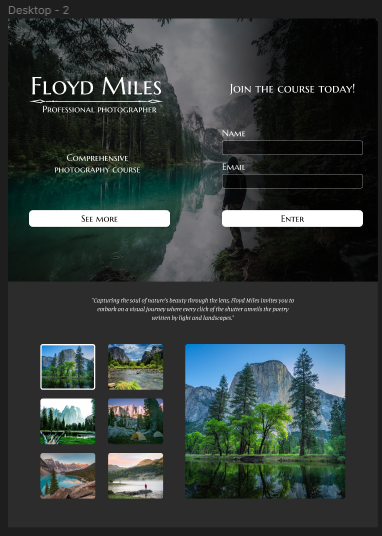 Desktop - 2
Floyd Miles
Professional photographer
Join the course today!
Name
Comprehensive
photography course
Email
See more
Enter
"Capturing the soul of nature's beauty through the lens. Floyd Miles invites you to
embark on a visual journey where every click of the shutter unveils the poetry
written by light and landscapes."